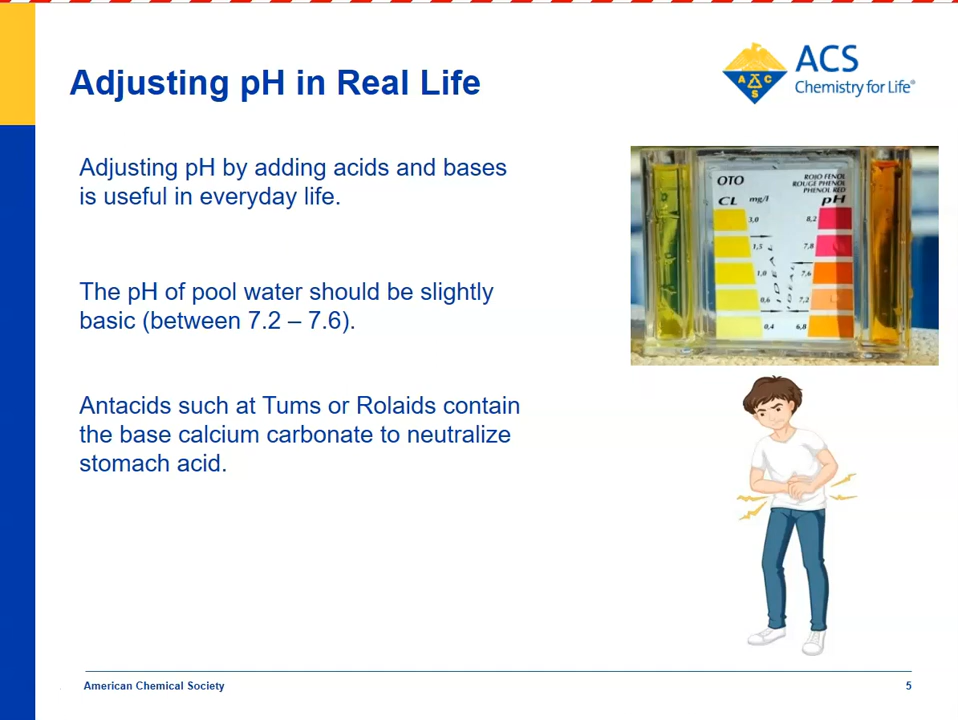 Adjusting pH in Real Life
ACS
Chemistry for Life®
A C S
Adjusting pH by adding acids and bases
is useful in everyday life.
The pH of pool water should be slightly
basic (between 7.2 – 7.6).
Antacids such at Tums or Rolaids contain
the base calcium carbonate to neutralize
stomach acid.
OTO
CL mg/l
ROJO FENOL
ROUGE PHENOL
PHENOL RED
pH
3,0 8,2
1,5 7,8
1,0 7,6
0,6 7,2
0,4 6,8
IDEAL IDEAL
American Chemical Society 5